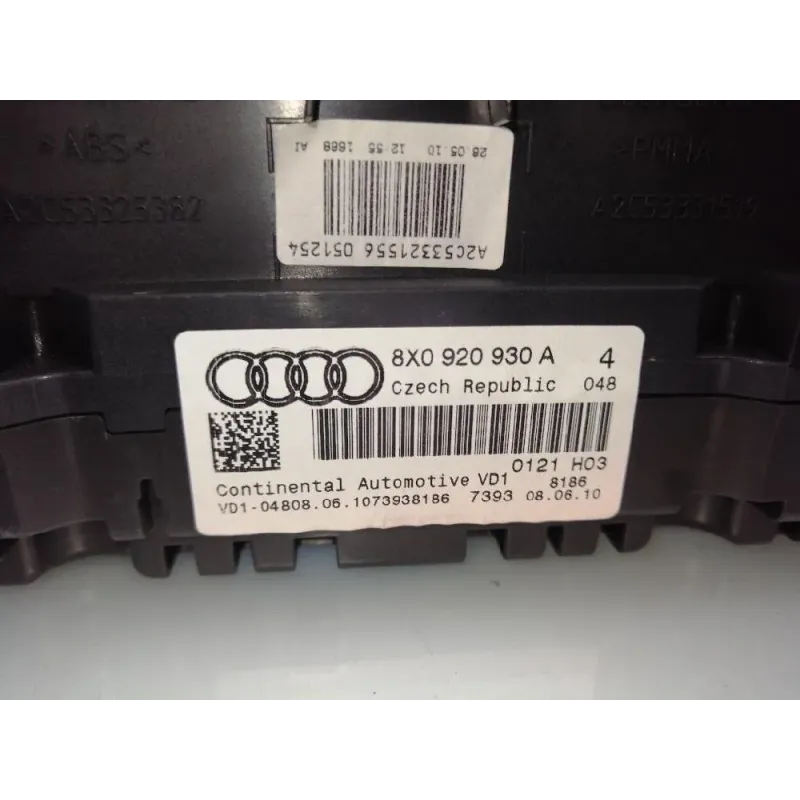 >ABS<
A2C53325382
28.05.10 12:55 1668 AI
A2C53321556 051254
>PMMA
8X0 920 930 A 4
Czech Republic 048
0121 H03
Continental Automotive VD1 8186
VD1-04808.06.1073938186 7393 08.06.10